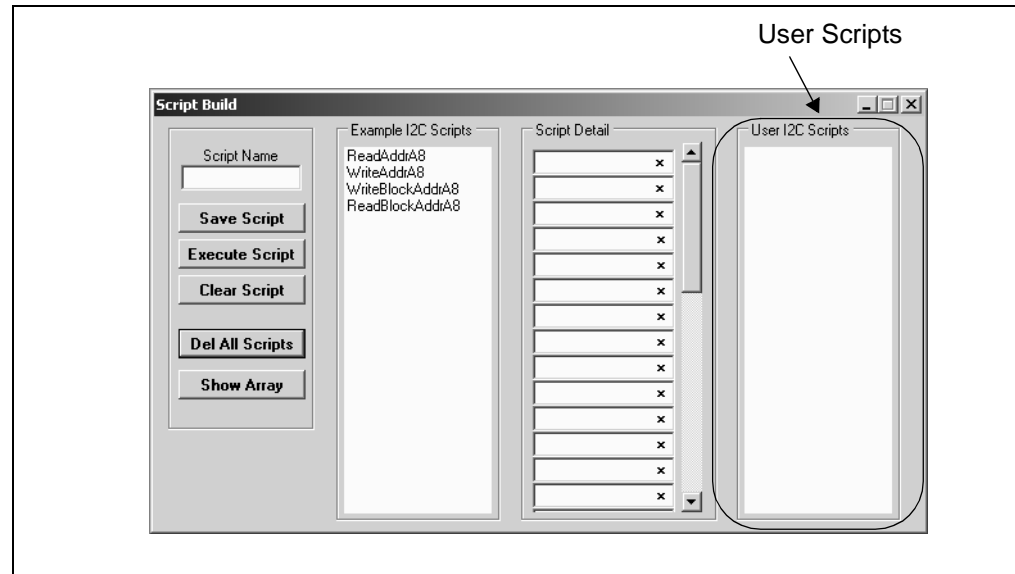 User Scripts
Script Build
Script Name
Save Script
Execute Script
Clear Script
Del All Scripts
Show Array
Example I2C Scripts
ReadAddrA8
WriteAddrA8
WriteBlockAddrA8
ReadBlockAddrA8
Script Detail
x
x
x
x
x
x
x
x
x
x
x
x
x
x
User I2C Scripts